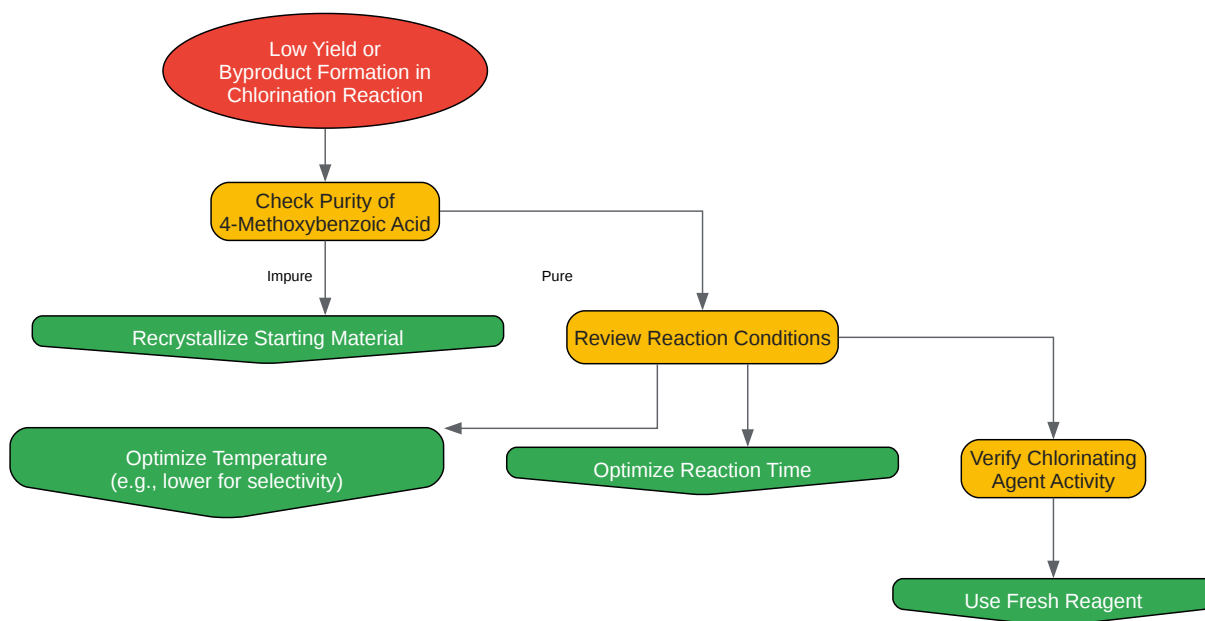 Low Yield or
Byproduct Formation in
Chlorination Reaction
Check Purity of
4-Methoxybenzoic Acid
Impure
Pure
Recrystallize Starting Material
Review Reaction Conditions
Optimize Temperature
(e.g., lower for selectivity)
Optimize Reaction Time
Verify Chlorinating
Agent Activity
Use Fresh Reagent